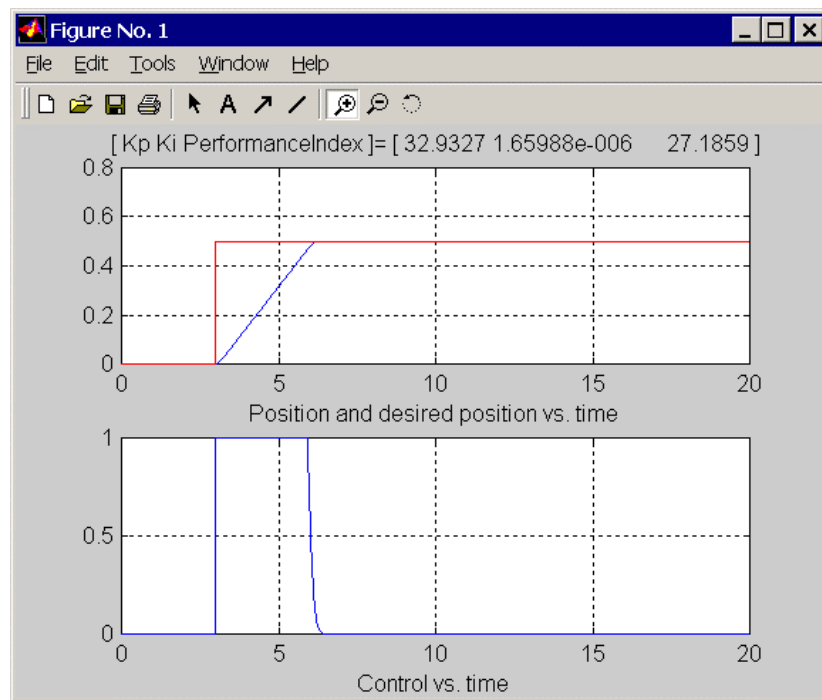 Figure No. 1
File Edit Tools Window Help
A
[ Kp Ki PerformanceIndex ]= [ 32.9327 1.65988e-006 27.1859 ]
0.8
0.6
0.4
0.2
0
0 5 10 15 20
Position and desired position vs. time
1
0.5
0
0 5 10 15 20
Control vs. time